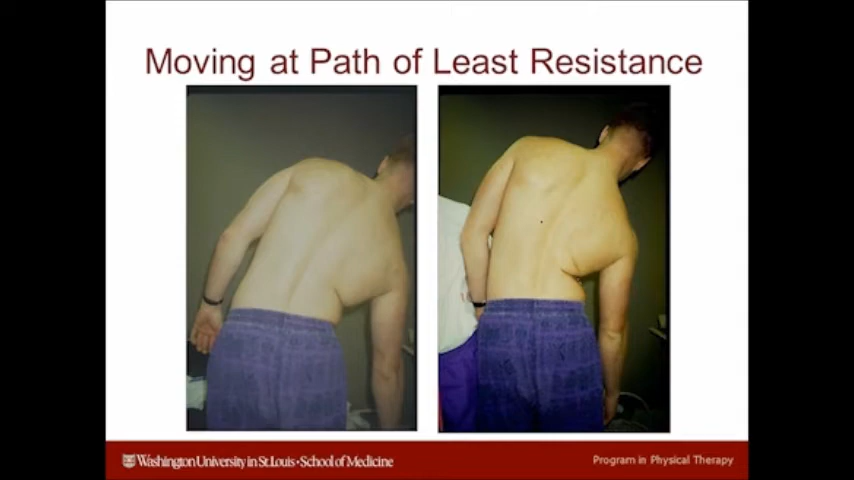 Moving at Path of Least Resistance
Washington University in St. Louis • School of Medicine
Program in Physical Therapy